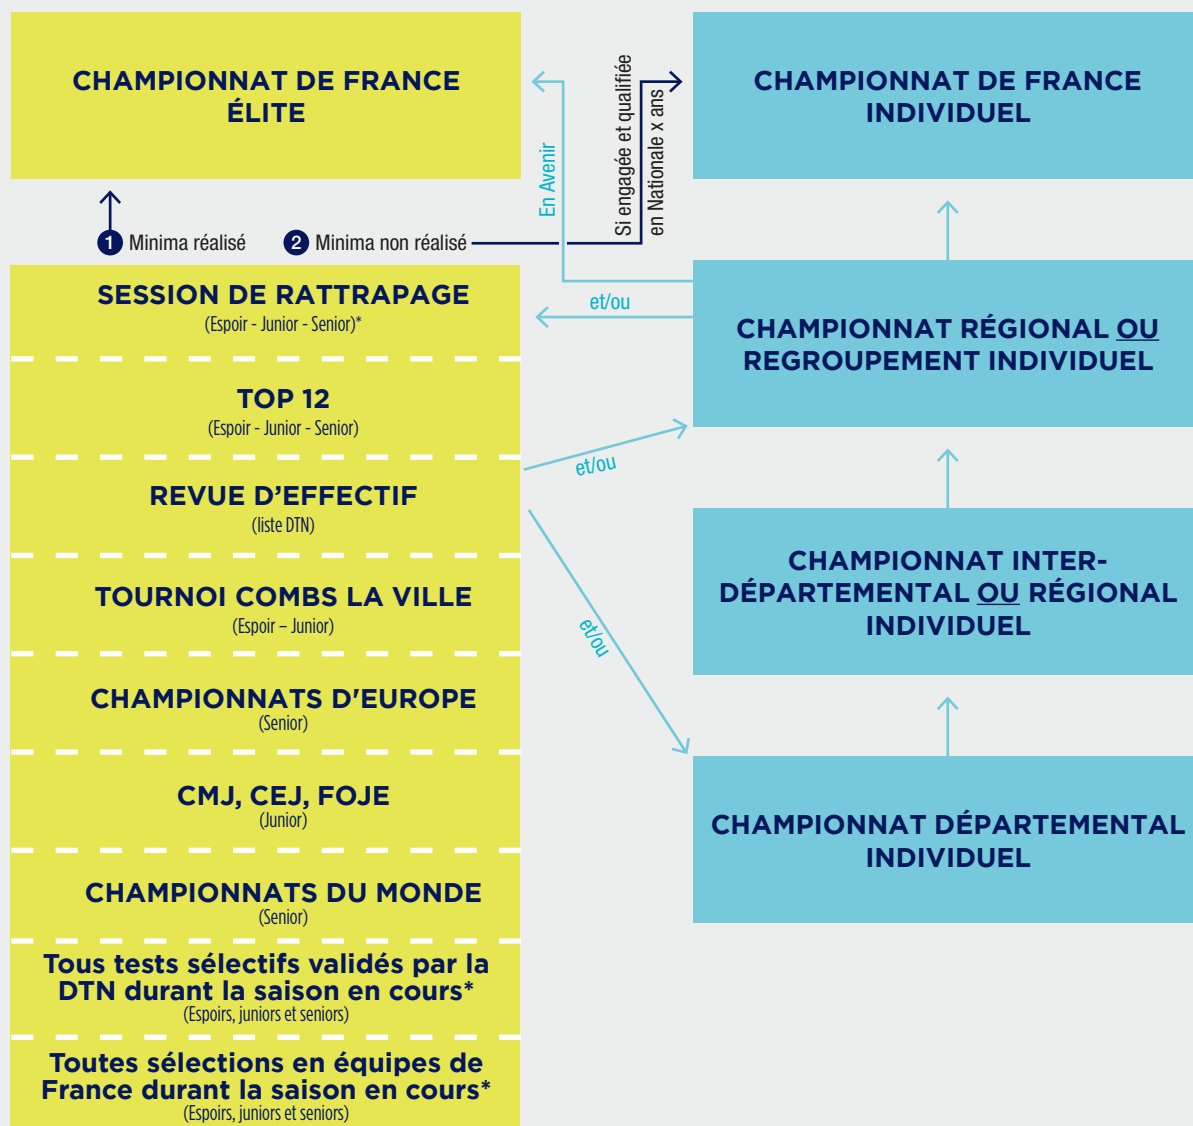 CHAMPIONNAT DE FRANCE
ÉLITE
En Avenir
Si engagée et qualifiée
en Nationale x ans
CHAMPIONNAT DE FRANCE
INDIVIDUEL
1 Minima réalisé
2 Minima non réalisé
SESSION DE RATTRAPAGE
(Espoir - Junior - Senior)*
et/ou
CHAMPIONNAT RÉGIONAL OU
REGROUPEMENT INDIVIDUEL
TOP 12
(Espoir - Junior - Senior)
et/ou
REVUE D'EFFECTIF
(liste DTN)
CHAMPIONNAT INTER-
DÉPARTEMENTAL OU RÉGIONAL
INDIVIDUEL
TOURNOI COMBS LA VILLE
(Espoir – Junior)
et/ou
CHAMPIONNATS D'EUROPE
(Senior)
CMJ, CEJ, FOJE
(Junior)
CHAMPIONNAT DÉPARTEMENTAL
INDIVIDUEL
CHAMPIONNATS DU MONDE
(Senior)
Tous tests sélectifs validés par la
DTN durant la saison en cours*
(Espoirs, juniors et seniors)
Toutes sélections en équipes de
France durant la saison en cours*
(Espoirs, juniors et seniors)